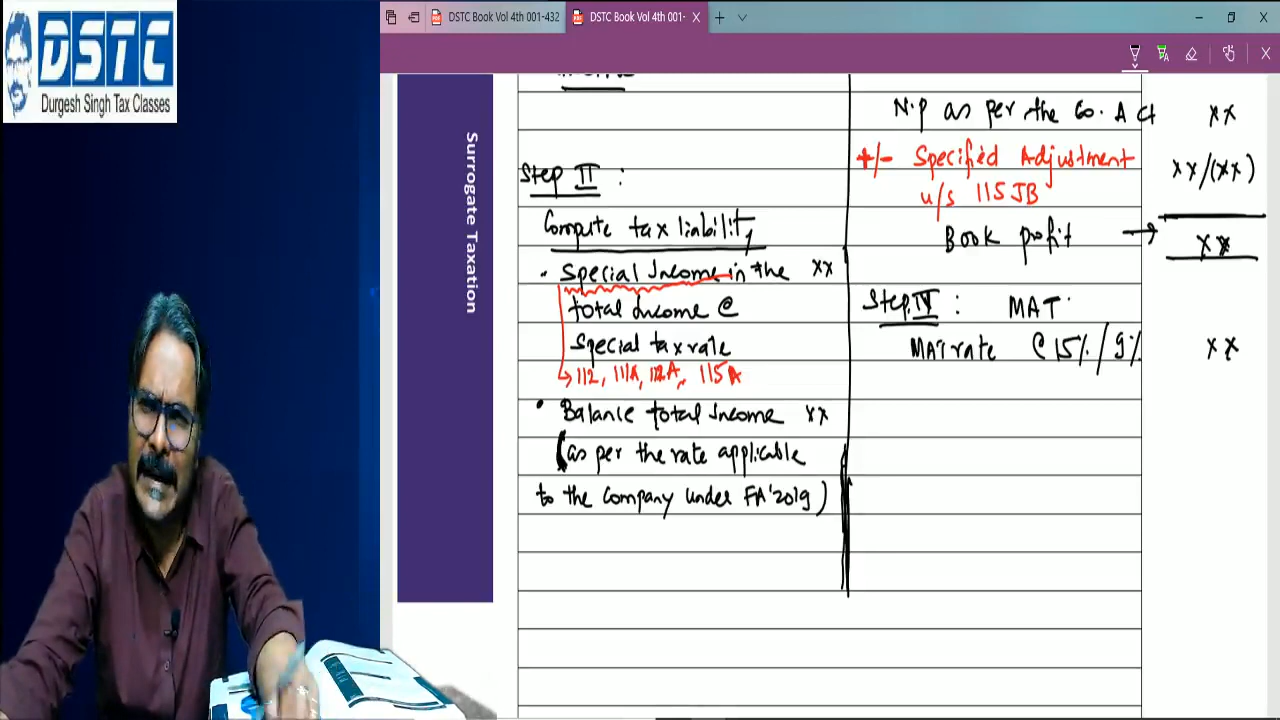 DSTC
Durgesh Singh Tax Classes
DSTC Book Vol 4th 001-432
DSTC Book Vol 4th 001-
Surrogate Taxation
Step II :
Compute tax liability
• Special Income in the xx
total Income @
Special tax rate
→ 112, 111A, 112A, 115A
• Balance total Income xx
(as per the rate applicable
to the Company under FA'2019)
N.P as per the Co. Act xx
+/- Specified Adjustment xx/(xx)
u/s 115JB
Book profit → xx
Step IV : MAT
MAT rate @ 15% / 9% xx